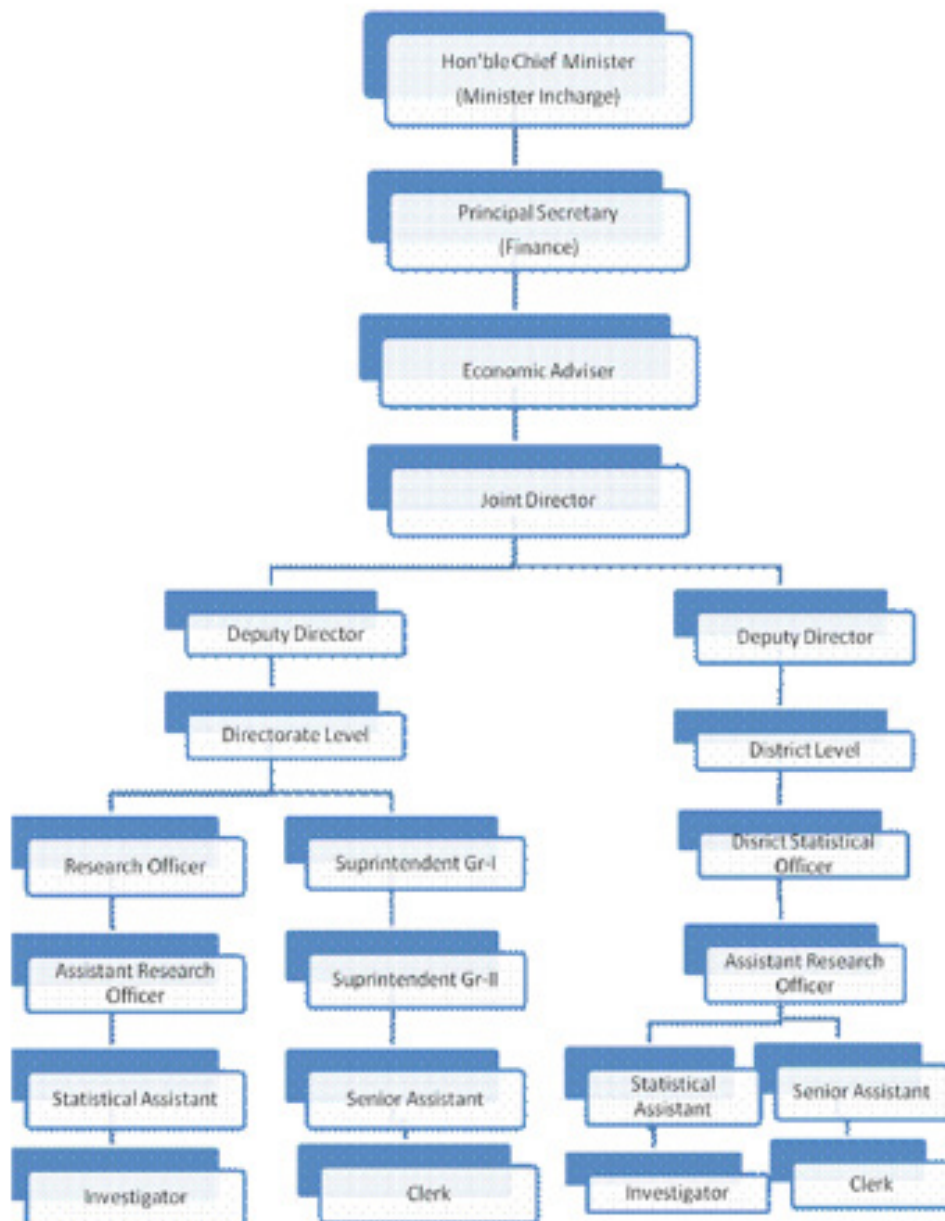 Hon'ble Chief Minister
(Minister Incharge)
Principal Secretary
(Finance)
Economic Adviser
Joint Director
Deputy Director
Deputy Director
Directorate Level
District Level
Research Officer
Suprintendent Gr-I
Disrict Statistical
Officer
Assistant Research
Officer
Suprintendent Gr-II
Assistant Research
Officer
Statistical Assistant
Senior Assistant
Statistical
Assistant
Senior Assistant
Investigator
Clerk
Investigator
Clerk